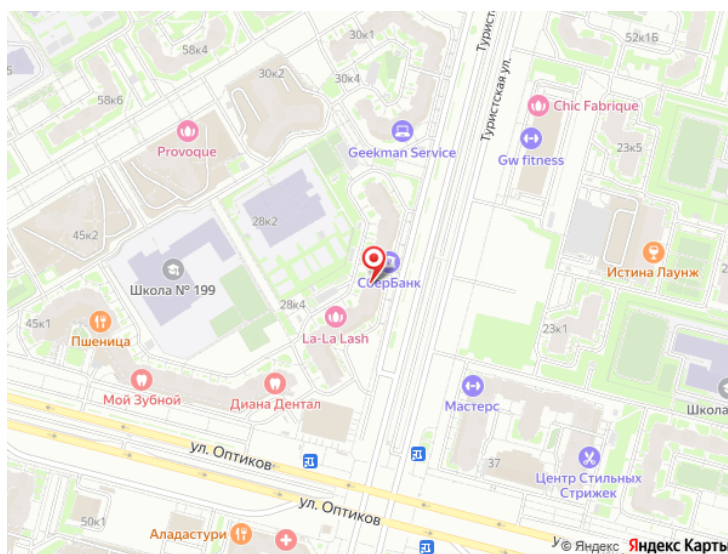 30к1
58к4
Туристская ул.
52к1Б
30к2
30к4
58к6
Chic Fabrique
Provoque
Geekman Service
Gw fitness
23к5
28к2
45к2
СберБанк
Истина Лаунж
Школа № 199
28к4
45к1
Пшеница
La-La Lash
23к1
Мой Зубной
Диана Дентал
Мастерс
Школа
ул. Оптиков
37
Центр Стильных
Стрижек
ул. Оптиков
50к1
Аладастури
© Яндекс Яндекс Карты